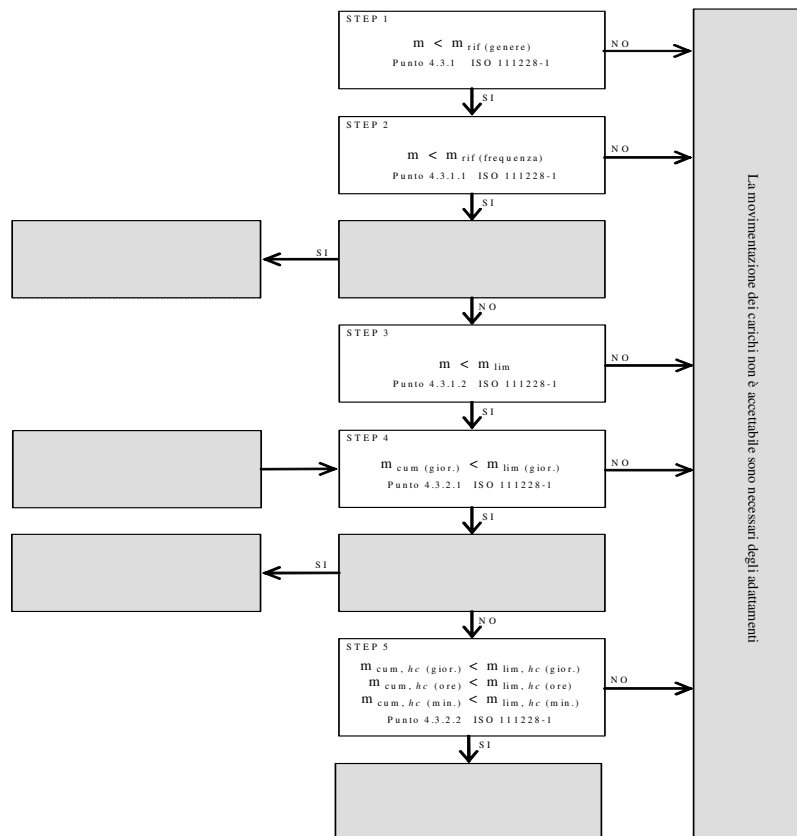 STEP 1
m < m rif (genere)
Punto 4.3.1 ISO 111228-1
NO
SI
STEP 2
m < m rif (frequenza)
Punto 4.3.1.1 ISO 111228-1
NO
SI
SI
NO
STEP 3
m < m lim
Punto 4.3.1.2 ISO 111228-1
NO
SI
STEP 4
m cum (gior.) < m lim (gior.)
Punto 4.3.2.1 ISO 111228-1
NO
SI
SI
NO
STEP 5
m cum, hc (gior.) < m lim, hc (gior.)
m cum, hc (ore) < m lim, hc (ore)
m cum, hc (min.) < m lim, hc (min.)
Punto 4.3.2.2 ISO 111228-1
NO
SI
La movimentazione dei carichi non è accettabile sono necessari degli adattamenti